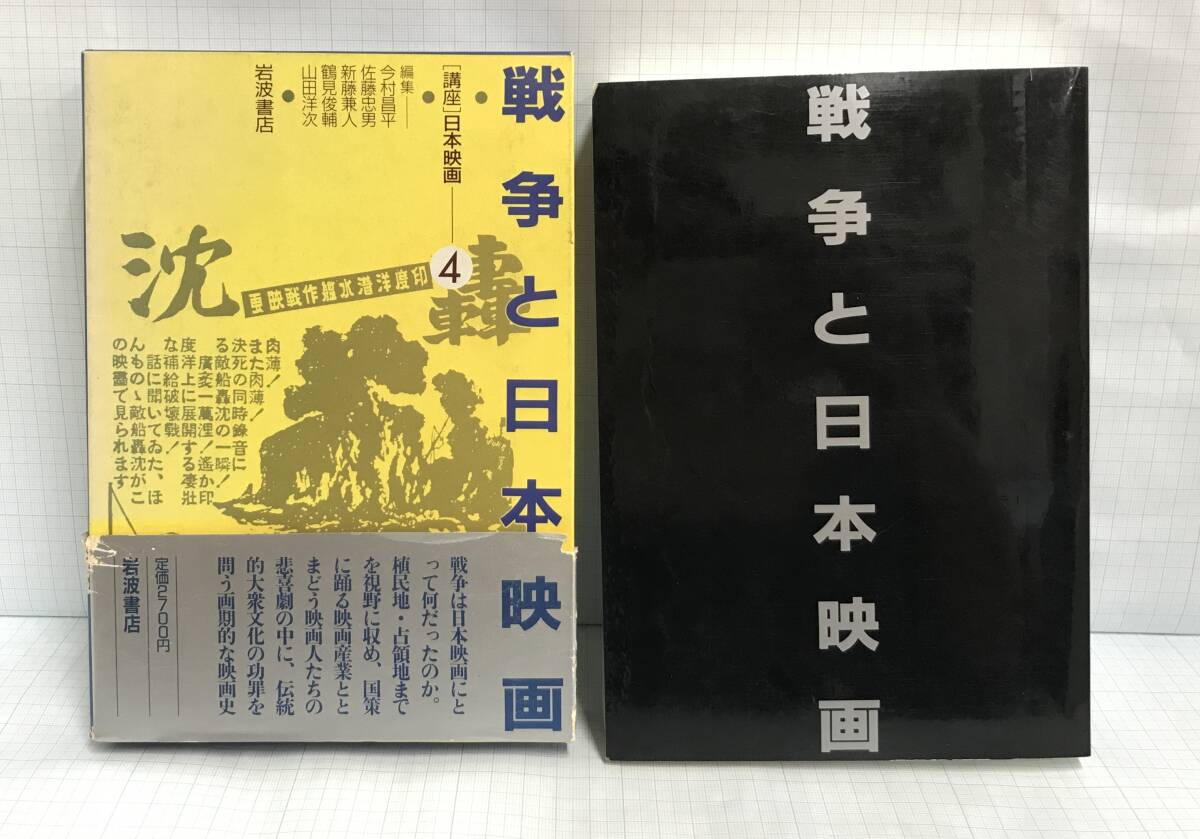 戦争と日本映画
［講座］日本映画―4
編集―
今村昌平
佐藤忠男
新藤兼人
鶴見俊輔
山田洋次
岩波書店
轟沈
印度洋潜水艦作戦映畫
肉薄！
また肉薄！
決死の同時錄音に
る敵船轟沈の一瞬！
廣袤一萬浬！遙か印
度洋上に展開する凄壯
な補給破壊戰！
話に聞いてゐた、ほ
んものゝ敵船轟沈がこ
の映畫で見られます
戦争は日本映画にと
って何だったのか。
植民地・占領地まで
を視野に収め、国策
に踊る映画産業とと
まどう映画人たちの
悲喜劇の中に、伝統
的大衆文化の功罪を
問う画期的な映画史
定価2700円
岩波書店
戦争と日本映画